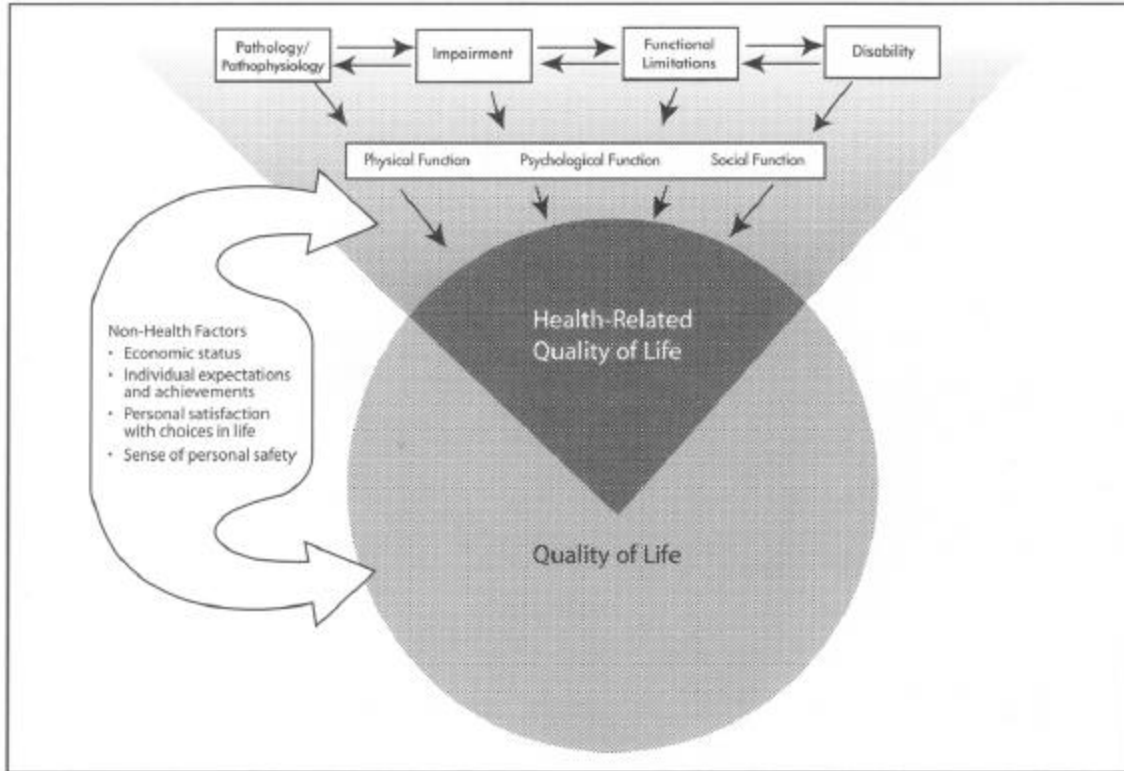 Pathology/
Pathophysiology
Impairment
Functional
Limitations
Disability
Physical Function
Psychological Function
Social Function
Health-Related
Quality of Life
Non-Health Factors
• Economic status
• Individual expectations
and achievements
• Personal satisfaction
with choices in life
• Sense of personal safety
Quality of Life